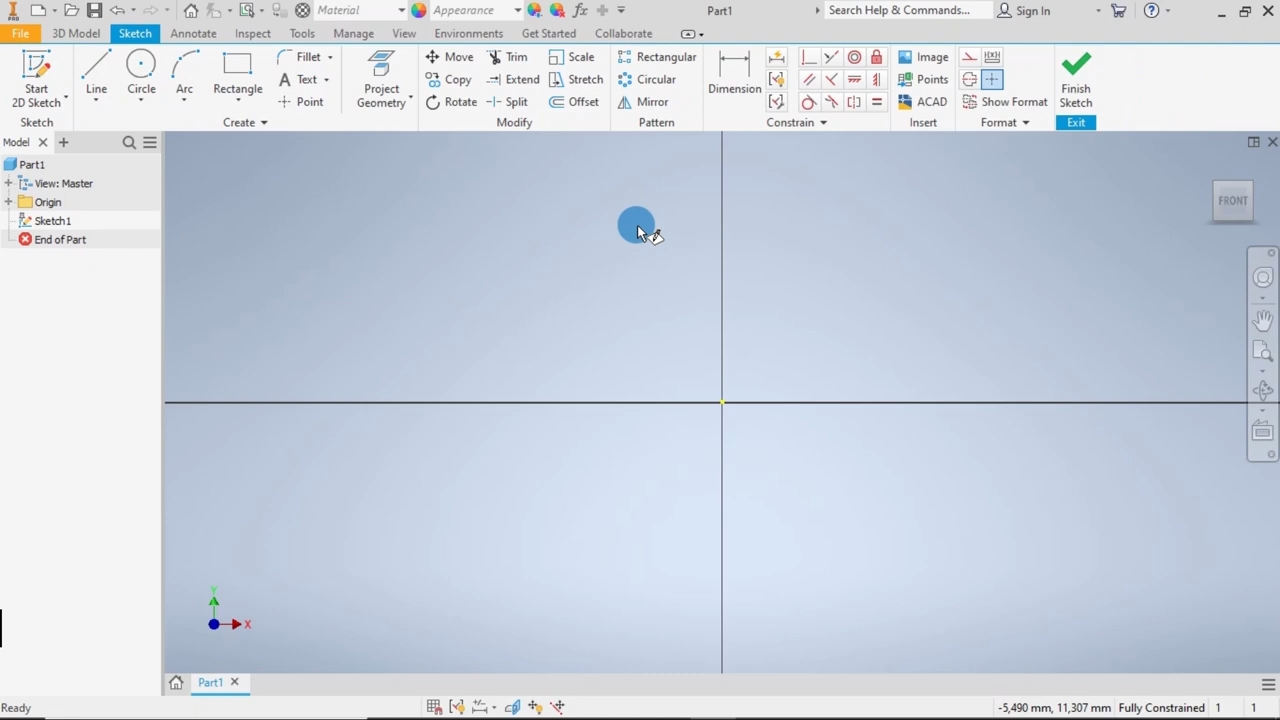 PRO
Material
Appearance
fx
Part1
Search Help & Commands...
Sign In
File
3D Model
Sketch
Annotate
Inspect
Tools
Manage
View
Environments
Get Started
Collaborate
Start
2D Sketch
Line
Circle
Arc
Rectangle
Fillet
Text
Point
Project
Geometry
Move
Copy
Rotate
Trim
Extend
Split
Scale
Stretch
Offset
Rectangular
Circular
Mirror
Dimension
Image
Points
ACAD
Show Format
Finish
Sketch
Sketch
Create
Modify
Pattern
Constrain
Insert
Format
Exit
Model
Part1
View: Master
Origin
Sketch1
End of Part
FRONT
Y
X
Part1
Ready
-5,490 mm, 11,307 mm
Fully Constrained
1
1